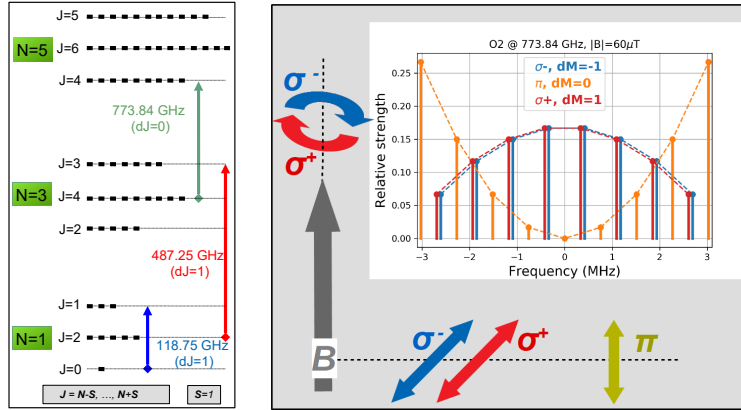 J=5
N=5
J=6
J=4
773.84 GHz
(dJ=0)
J=3
N=3
J=4
J=2
487.25 GHz
(dJ=1)
J=1
N=1
J=2
118.75 GHz
(dJ=1)
J=0
J = N-S, ..., N+S
S=1
σ-
σ+
B
O2 @ 773.84 GHz, |B|=60μT
σ-, dM=-1
π, dM=0
σ+, dM=1
Relative strength
0.25
0.20
0.15
0.10
0.05
0.00
−3 −2 −1 0 1 2 3
Frequency (MHz)
σ-
σ+
π